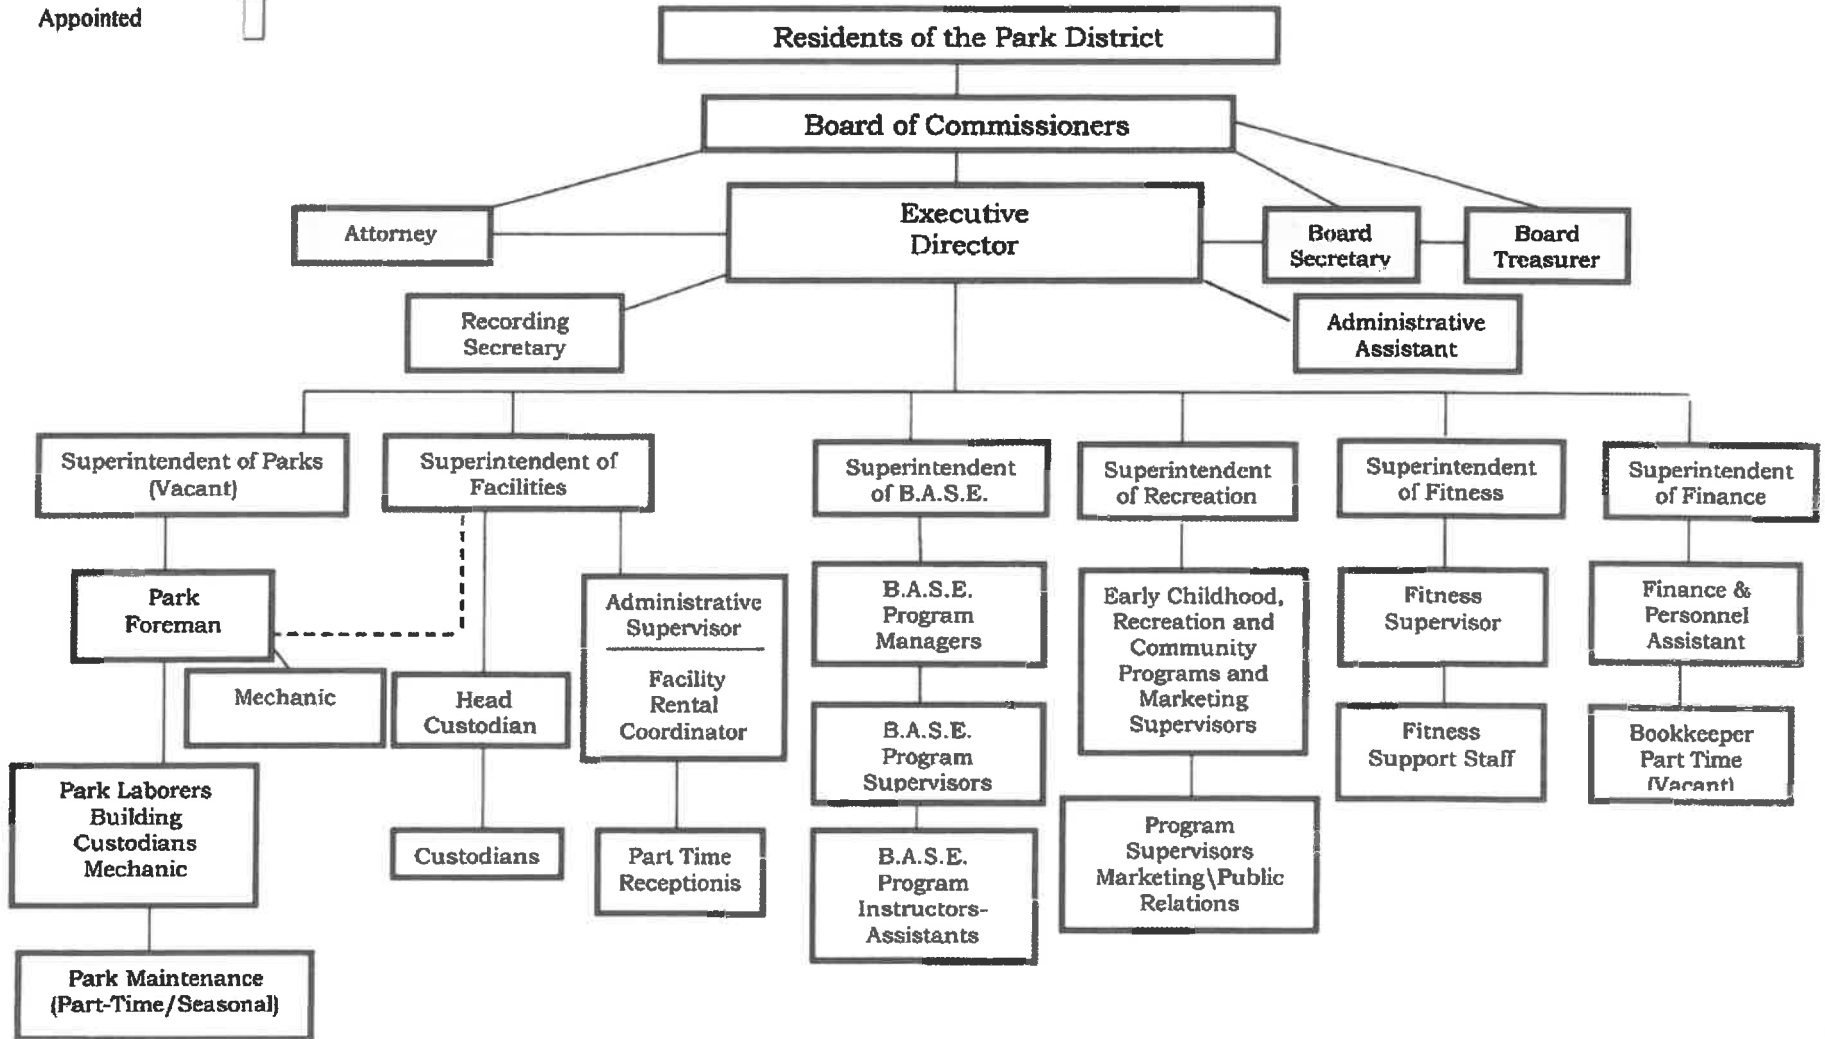 Appointed
Residents of the Park District
Board of Commissioners
Executive
Director
Attorney
Board
Secretary
Board
Treasurer
Recording
Secretary
Administrative
Assistant
Superintendent of Parks
(Vacant)
Superintendent of
Facilities
Superintendent
of B.A.S.E.
Superintendent
of Recreation
Superintendent
of Fitness
Superintendent
of Finance
Park
Foreman
Mechanic
Head
Custodian
Administrative
Supervisor
Facility
Rental
Coordinator
B.A.S.E.
Program
Managers
Early Childhood,
Recreation and
Community
Programs and
Marketing
Supervisors
Fitness
Supervisor
Finance &
Personnel
Assistant
B.A.S.E.
Program
Supervisors
Fitness
Support Staff
Bookkeeper
Part Time
(Vacant)
Park Laborers
Building
Custodians
Mechanic
Custodians
Part Time
Receptionis
B.A.S.E.
Program
Instructors-
Assistants
Program
Supervisors
Marketing\Public
Relations
Park Maintenance
(Part-Time/Seasonal)